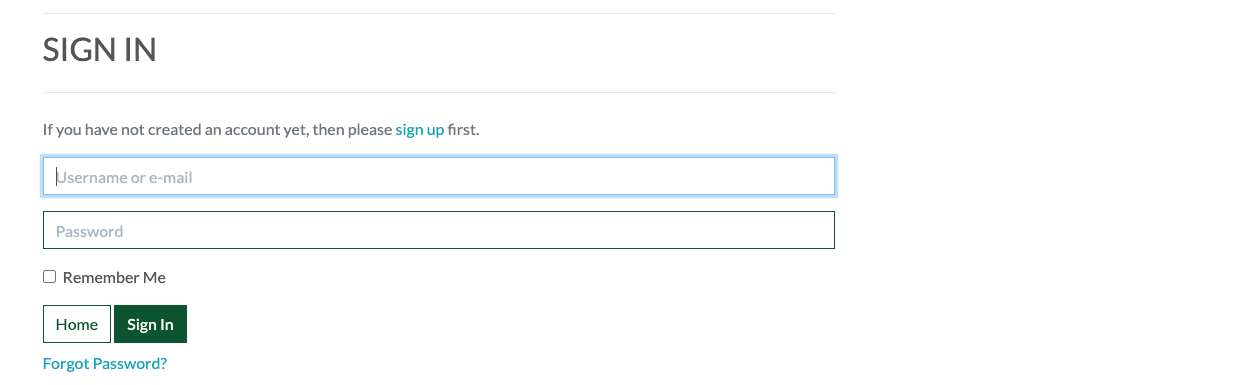 SIGN IN
If you have not created an account yet, then please sign up first.
Username or e-mail
Password
Remember Me
Home Sign In
Forgot Password?